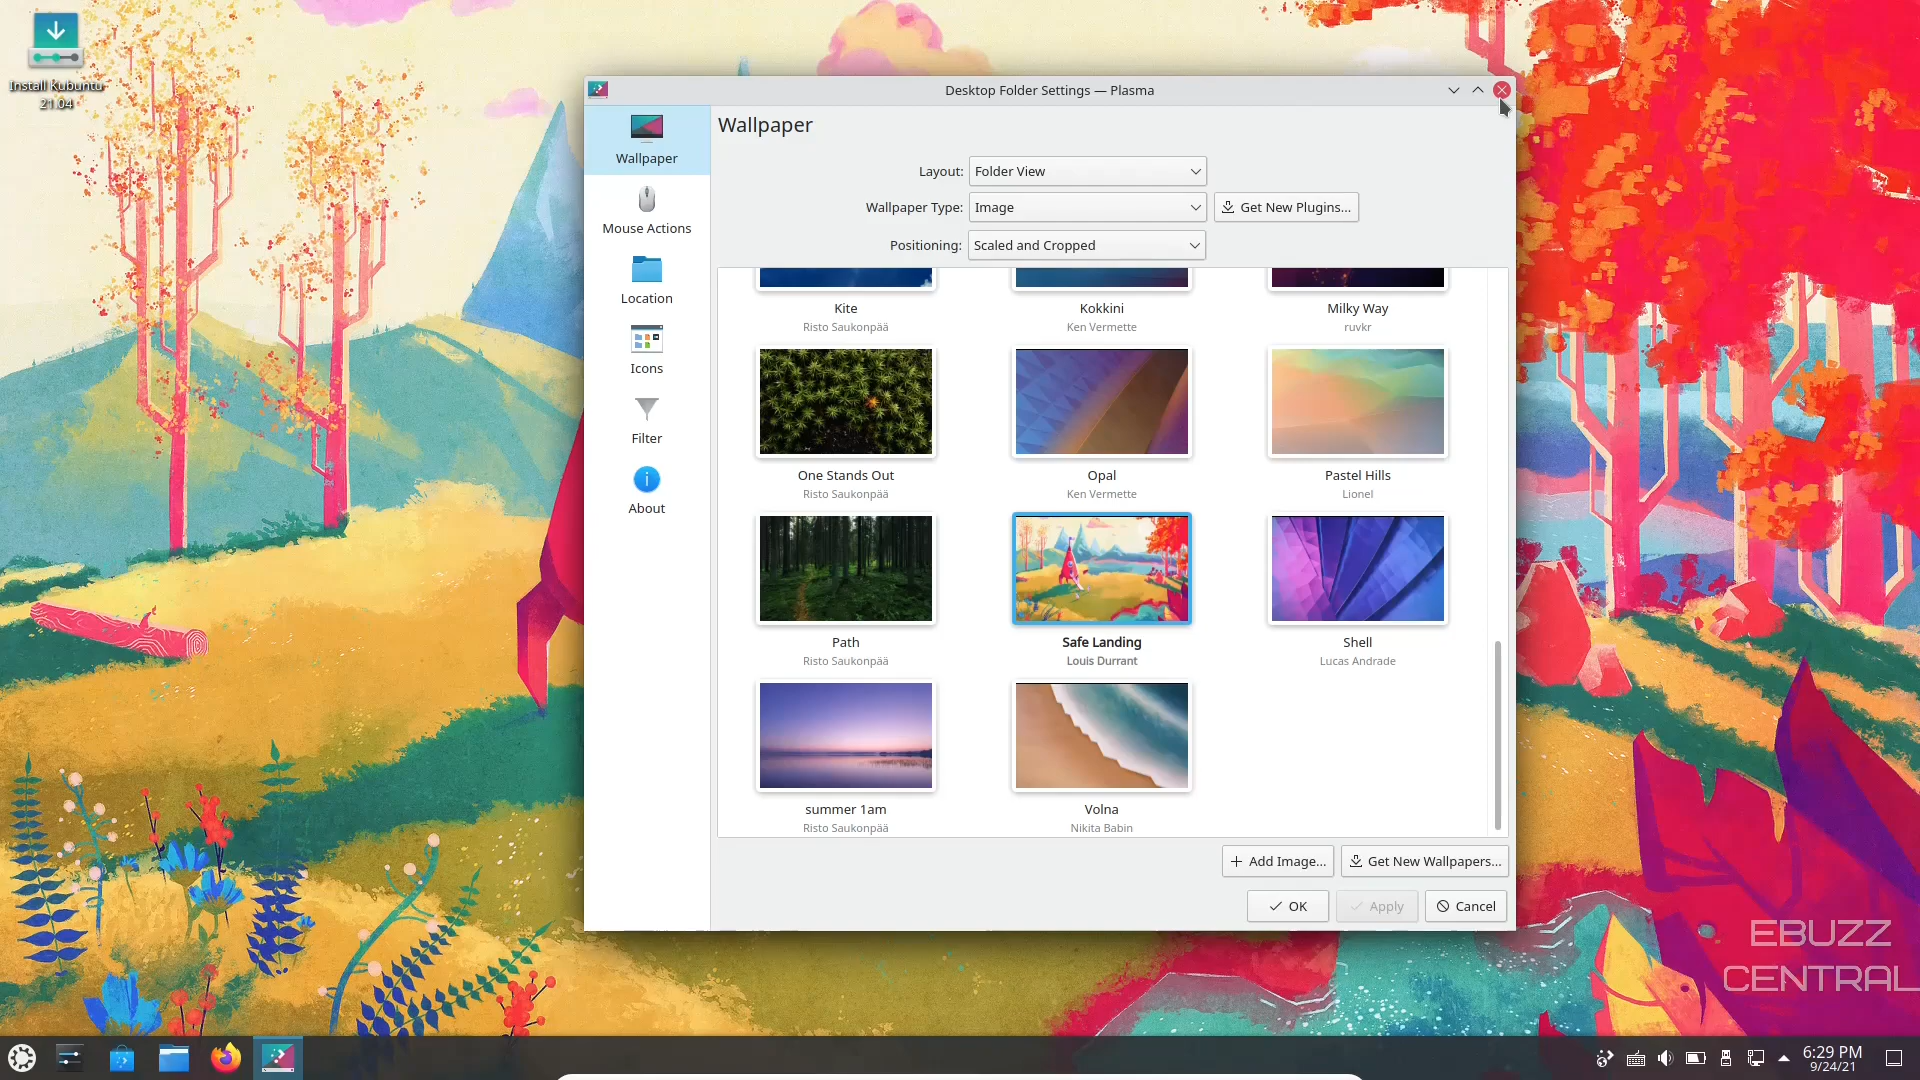 Install Kubuntu
21.04
Desktop Folder Settings — Plasma
Wallpaper
Mouse Actions
Location
Icons
Filter
About
Wallpaper
Layout: Folder View
Wallpaper Type: Image Get New Plugins...
Positioning: Scaled and Cropped
Kite Kokkini Milky Way
Risto Saukonpää Ken Vermette ruvkr
One Stands Out Opal Pastel Hills
Risto Saukonpää Ken Vermette Lionel
Path Safe Landing Shell
Risto Saukonpää Louis Durrant Lucas Andrade
summer 1am Volna
Risto Saukonpää Nikita Babin
Add Image... Get New Wallpapers...
OK Apply Cancel
EBUZZ
CENTRAL
6:29 PM
9/24/21